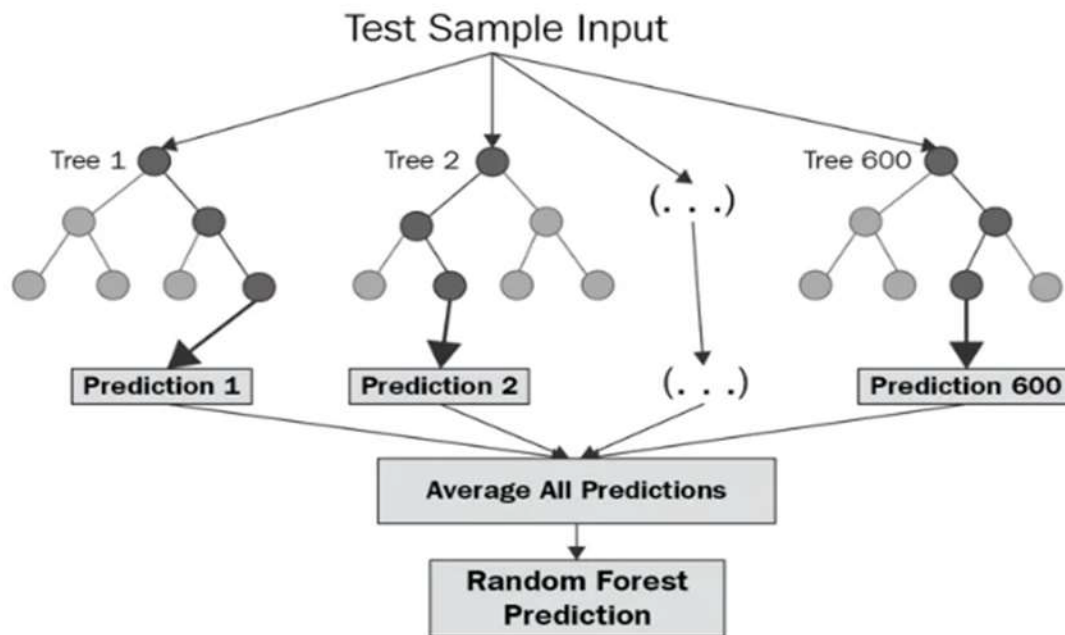 Test Sample Input
Tree 1
Tree 2
(. . .)
Tree 600
Prediction 1
Prediction 2
(. . .)
Prediction 600
Average All Predictions
Random Forest
Prediction